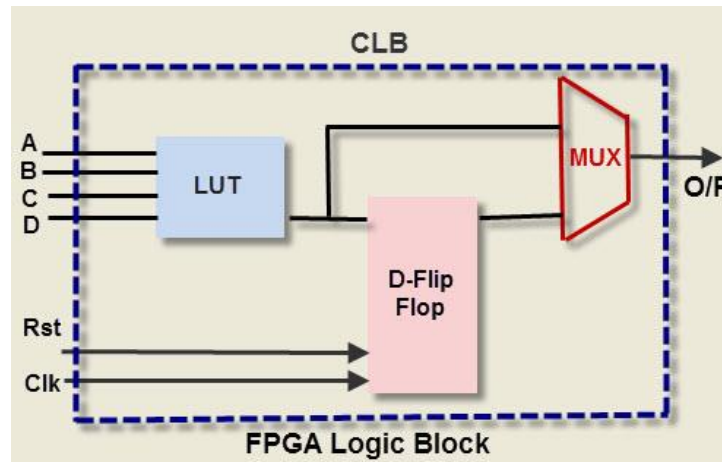 CLB
A
B
C
D
LUT
MUX
O/P
D-Flip
Flop
Rst
Clk
FPGA Logic Block